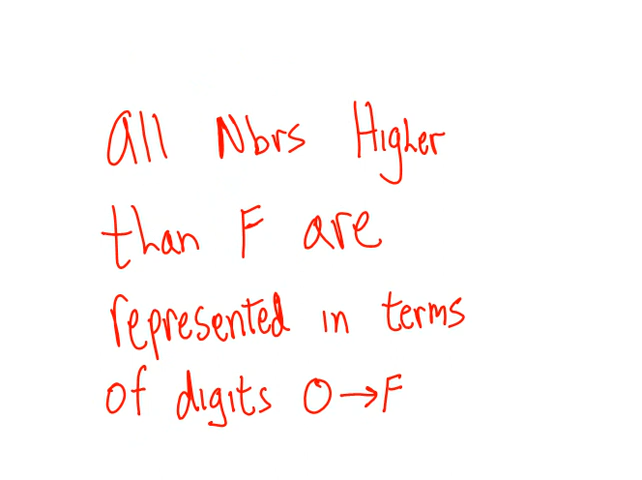 All Nbrs Higher
than F are
represented in terms
of digits 0→F